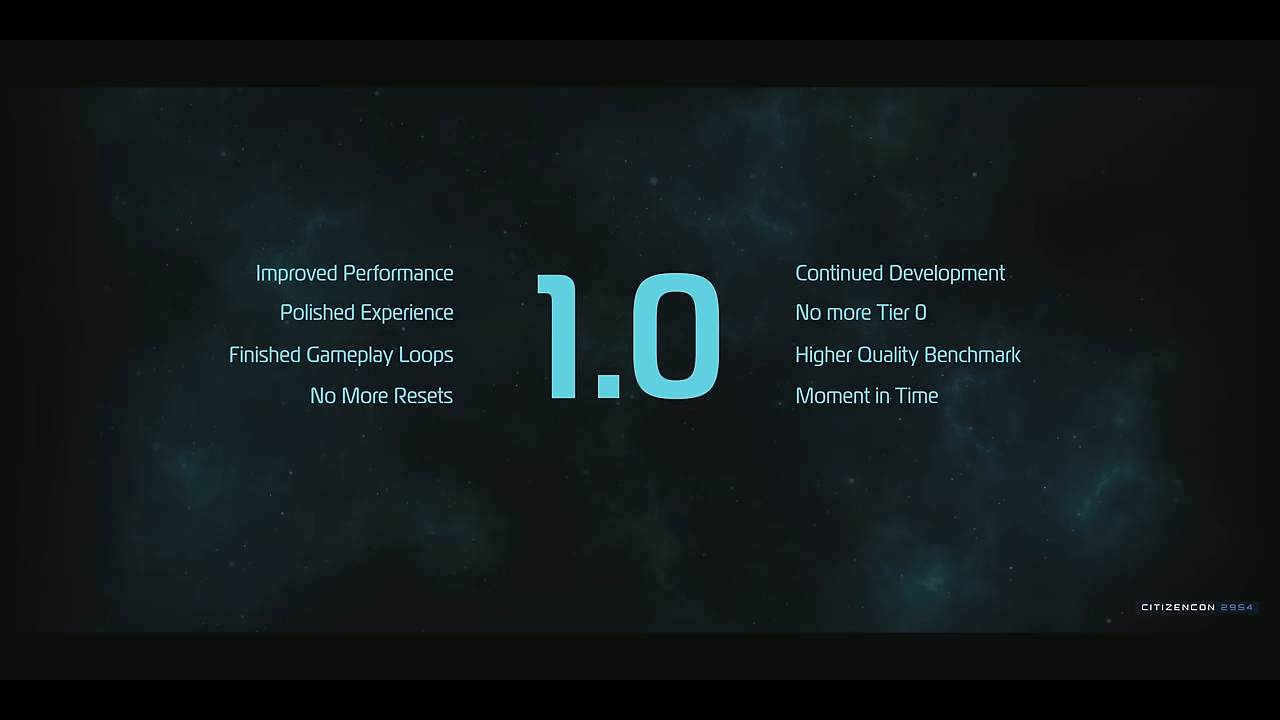 Improved Performance
Polished Experience
Finished Gameplay Loops
No More Resets
1.0
Continued Development
No more Tier 0
Higher Quality Benchmark
Moment in Time
CITIZENCON 2954